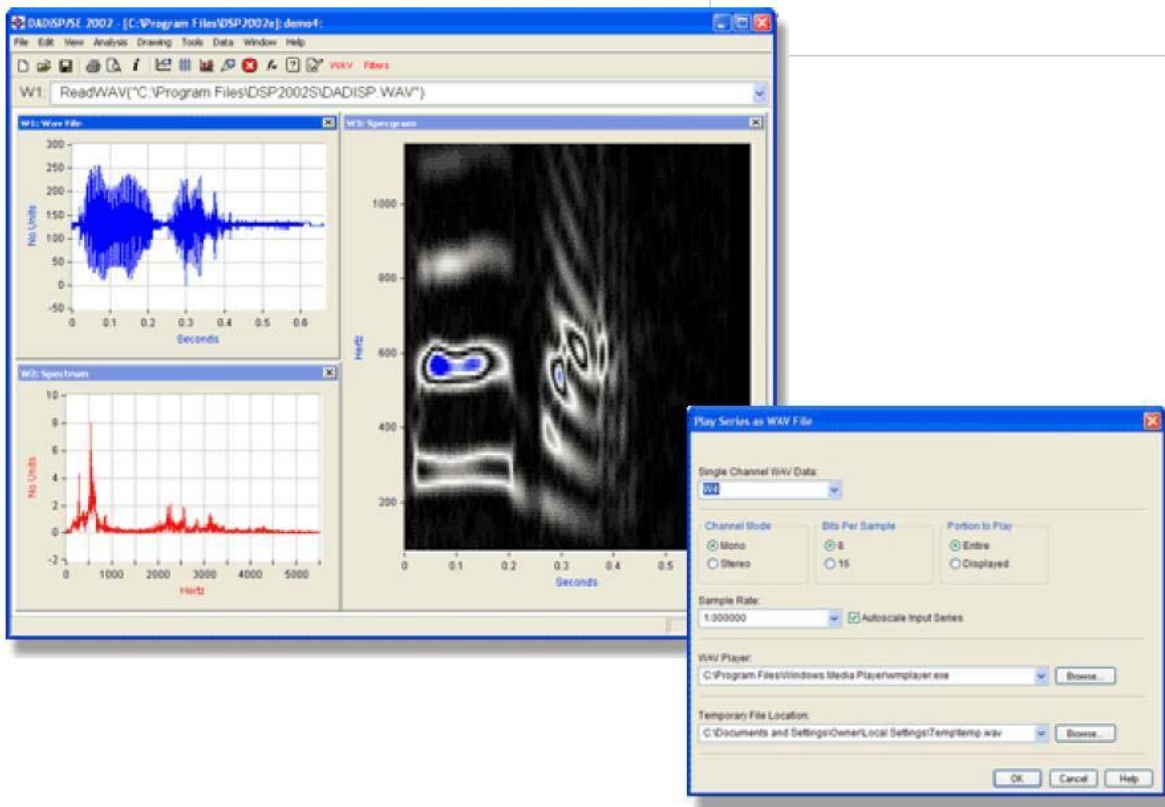 DADiSP/SE 2002 - [C:\Program Files\DSP2002s]: demo4:
File Edit View Analysis Drawing Tools Data Window Help
WAV Filters
W1: ReadWAV("C:\Program Files\DSP2002S\DADISP.WAV")
W1: Wav File
300
250
200
150
100
50
0
-50
No Units
0 0.1 0.2 0.3 0.4 0.5 0.6
Seconds
W2: Spectrum
10
8
6
4
2
0
-2
No Units
0 1000 2000 3000 4000 5000
Hertz
W3: Specgram
1000
800
600
400
200
Hertz
0 0.1 0.2 0.3 0.4 0.5
Seconds
Play Series as WAV File
Single Channel WAV Data:
W4
Channel Mode Bits Per Sample Portion to Play
Mono 8 Entire
Stereo 16 Displayed
Sample Rate:
1.000000 Autoscale Input Series
WAV Player:
C:\Program Files\Windows Media Player\wmplayer.exe Browse...
Temporary File Location:
C:\Documents and Settings\Owner\Local Settings\Temp\temp.wav Browse...
OK Cancel Help